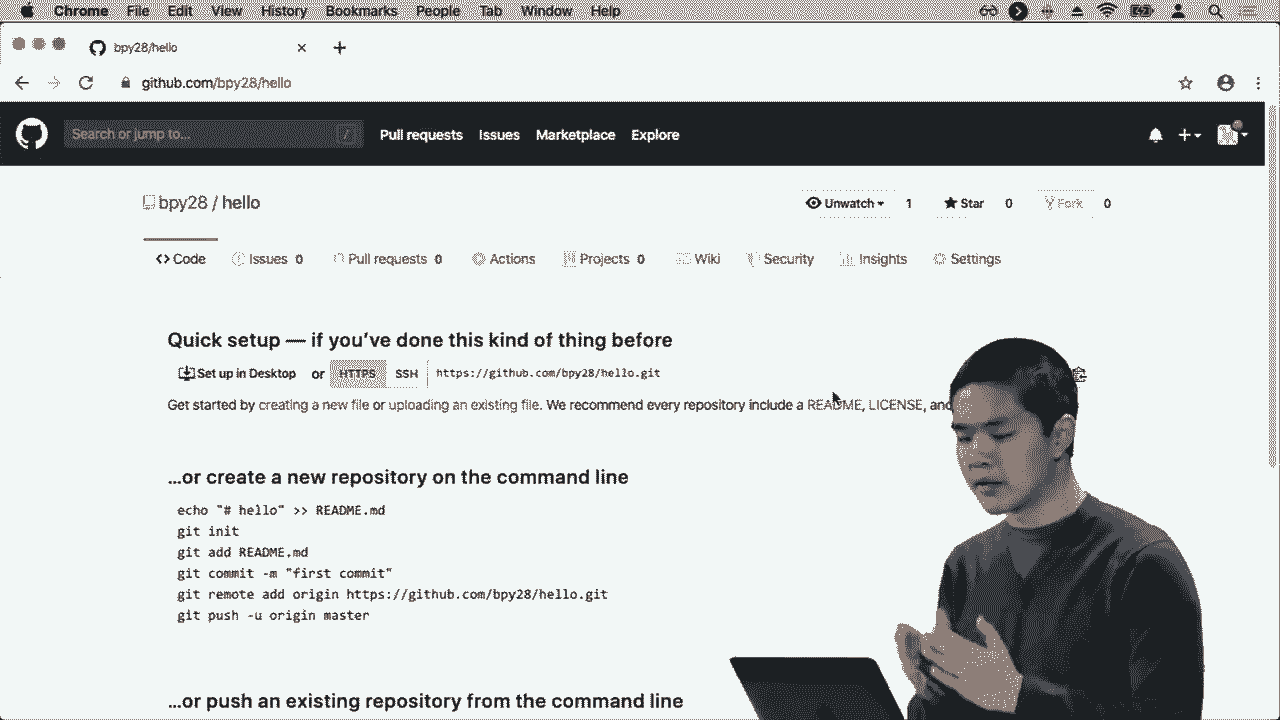 Chrome File Edit View History Bookmarks People Tab Window Help
bpy28/hello
github.com/bpy28/hello
Search or jump to... / Pull requests Issues Marketplace Explore
bpy28 / hello Unwatch 1 Star 0 Fork 0
Code Issues 0 Pull requests 0 Actions Projects 0 Wiki Security Insights Settings
Quick setup — if you’ve done this kind of thing before
Set up in Desktop or HTTPS SSH https://github.com/bpy28/hello.git
Get started by creating a new file or uploading an existing file. We recommend every repository include a README, LICENSE, and
...or create a new repository on the command line
echo "# hello" >> README.md
git init
git add README.md
git commit -m "first commit"
git remote add origin https://github.com/bpy28/hello.git
git push -u origin master
...or push an existing repository from the command line